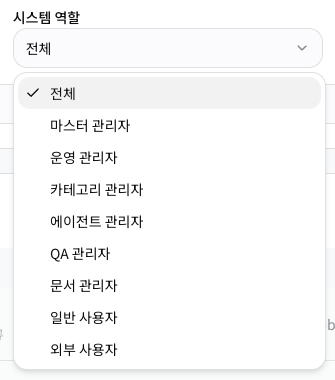 시스템 역할
전체
전체
마스터 관리자
운영 관리자
카테고리 관리자
에이전트 관리자
QA 관리자
문서 관리자
일반 사용자
외부 사용자
b